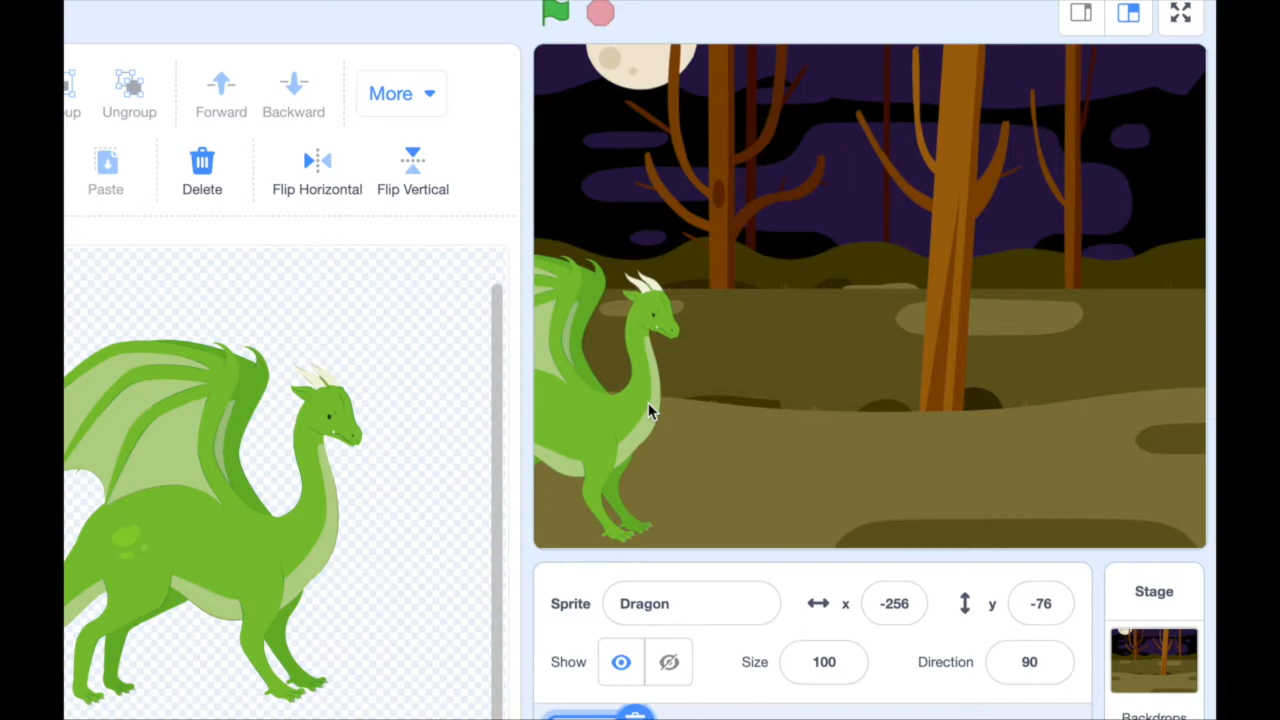 up Ungroup Forward Backward More
Paste Delete Flip Horizontal Flip Vertical
Sprite Dragon x -256 y -76
Show Size 100 Direction 90
Stage
Backdrops